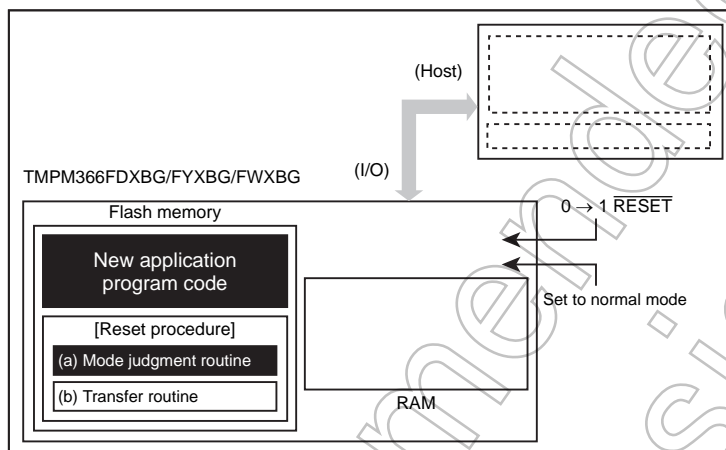 (Host)
(I/O)
TMPM366FDXBG/FYXBG/FWXBG
Flash memory
0 → 1 RESET
New application
program code
Set to normal mode
[Reset procedure]
(a) Mode judgment routine
(b) Transfer routine
RAM